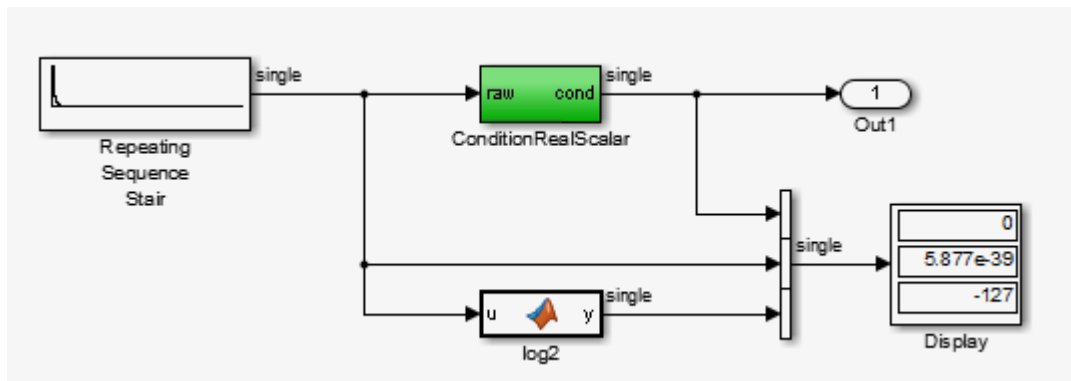 single
Repeating
Sequence
Stair
raw cond
single
ConditionRealScalar
1
Out1
single
0
5.877e-39
-127
Display
u y
single
log2